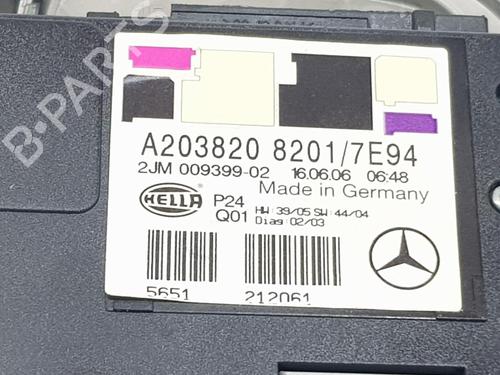 A203820 8201/7E94
2JM 009399-02 16.06.06 06:48
Made in Germany
HELLA P24
Q01 HW: 39/05 SW: 44/04
Diag: 02/03
5651 212061
B-PARTS